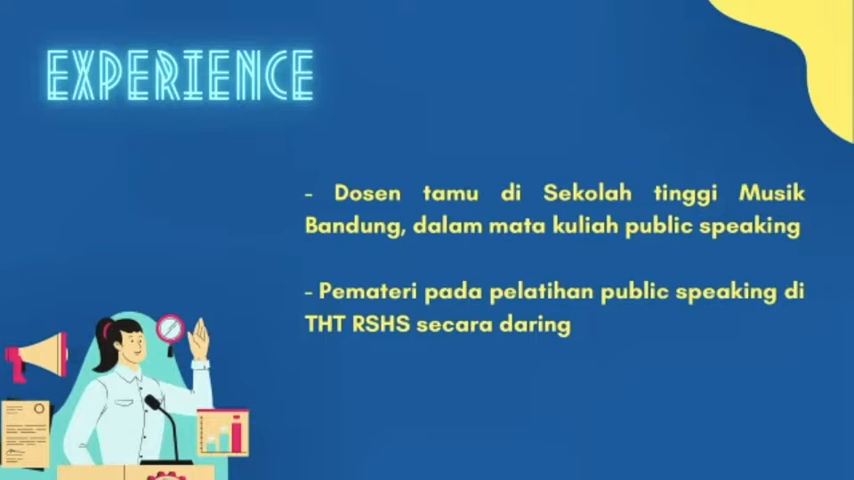 EXPERIENCE
- Dosen tamu di Sekolah tinggi Musik
Bandung, dalam mata kuliah public speaking
- Pemateri pada pelatihan public speaking di
THT RSHS secara daring